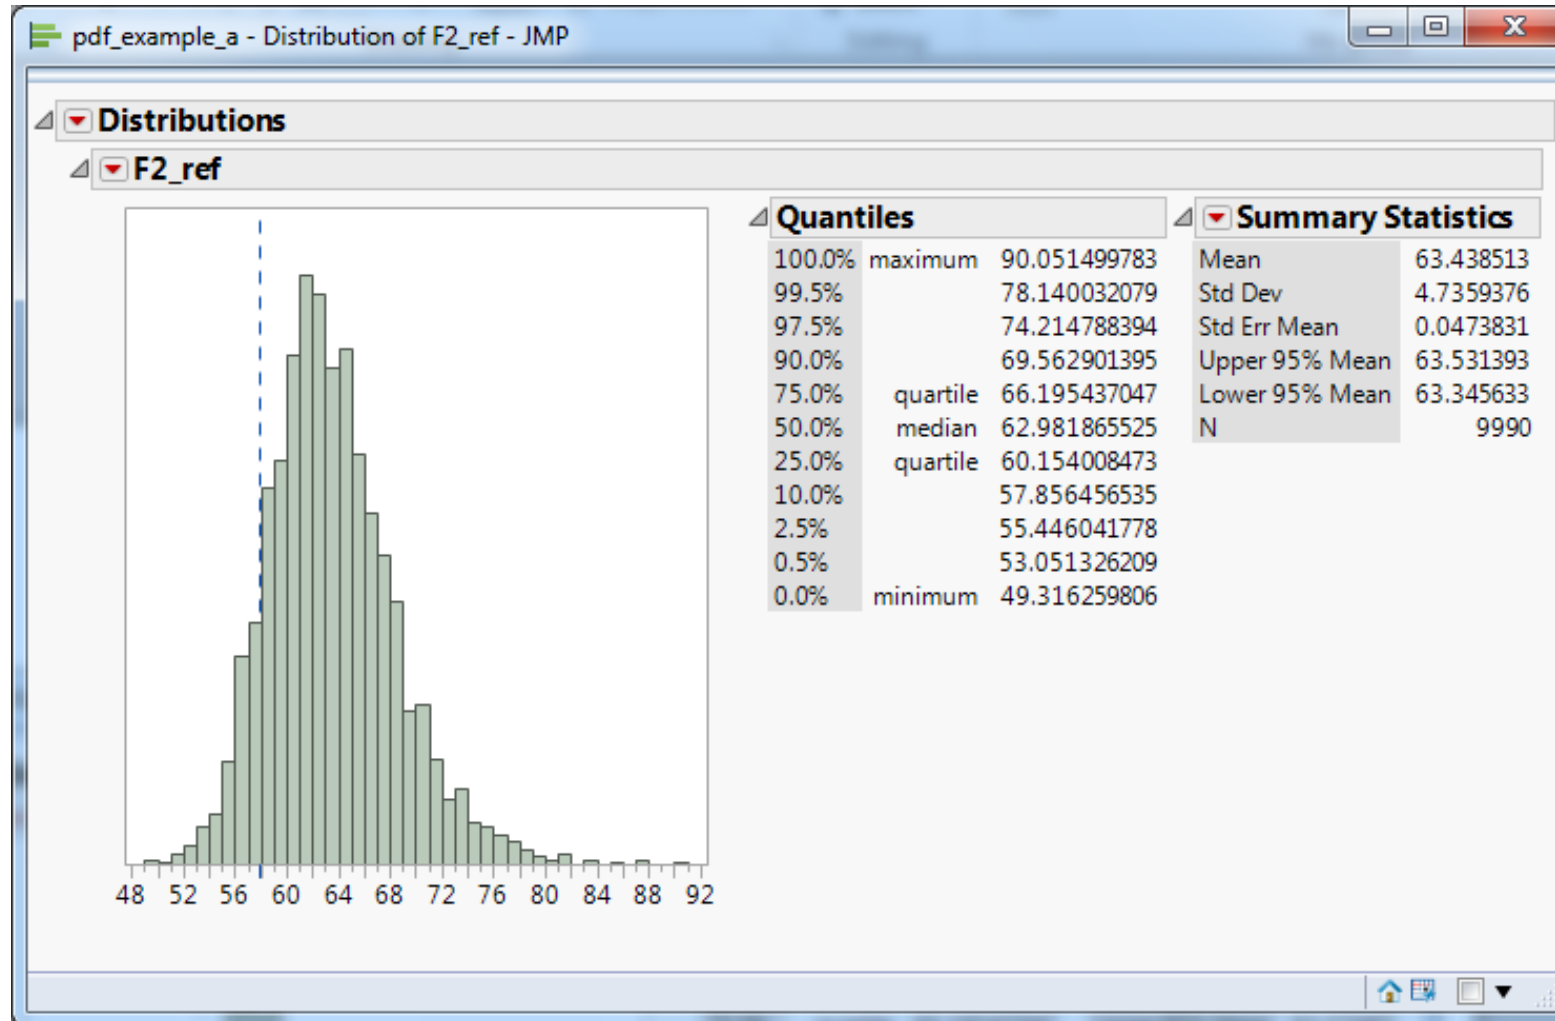 pdf_example_a - Distribution of F2_ref - JMP
Distributions
F2_ref
48 52 56 60 64 68 72 76 80 84 88 92
Quantiles
100.0% maximum 90.051499783
99.5% 78.140032079
97.5% 74.214788394
90.0% 69.562901395
75.0% quartile 66.195437047
50.0% median 62.981865525
25.0% quartile 60.154008473
10.0% 57.856456535
2.5% 55.446041778
0.5% 53.051326209
0.0% minimum 49.316259806
Summary Statistics
Mean 63.438513
Std Dev 4.7359376
Std Err Mean 0.0473831
Upper 95% Mean 63.531393
Lower 95% Mean 63.345633
N 9990